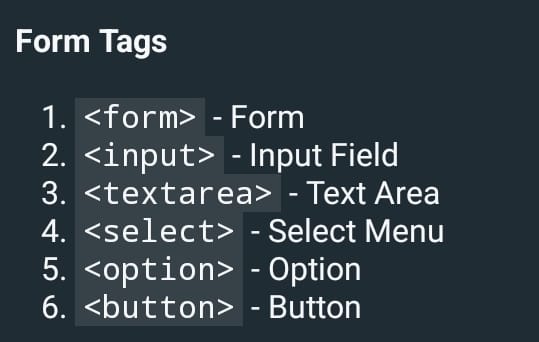 Form Tags
1. <form> - Form
2. <input> - Input Field
3. <textarea> - Text Area
4. <select> - Select Menu
5. <option> - Option
6. <button> - Button